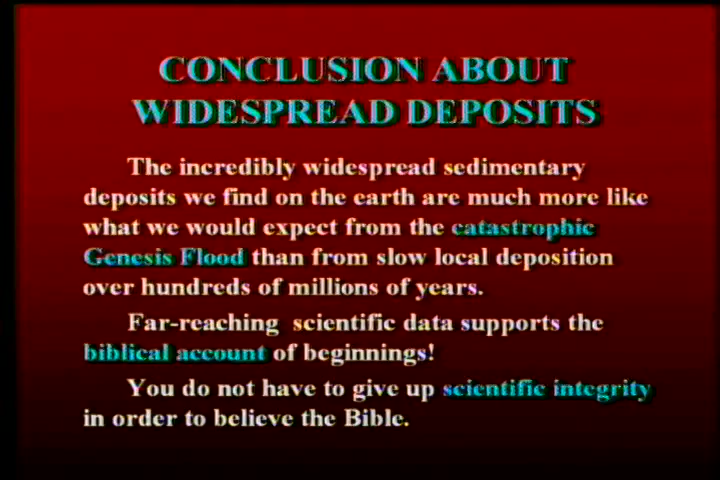 CONCLUSION ABOUT
WIDESPREAD DEPOSITS
The incredibly widespread sedimentary
deposits we find on the earth are much more like
what we would expect from the catastrophic
Genesis Flood than from slow local deposition
over hundreds of millions of years.
Far-reaching scientific data supports the
biblical account of beginnings!
You do not have to give up scientific integrity
in order to believe the Bible.